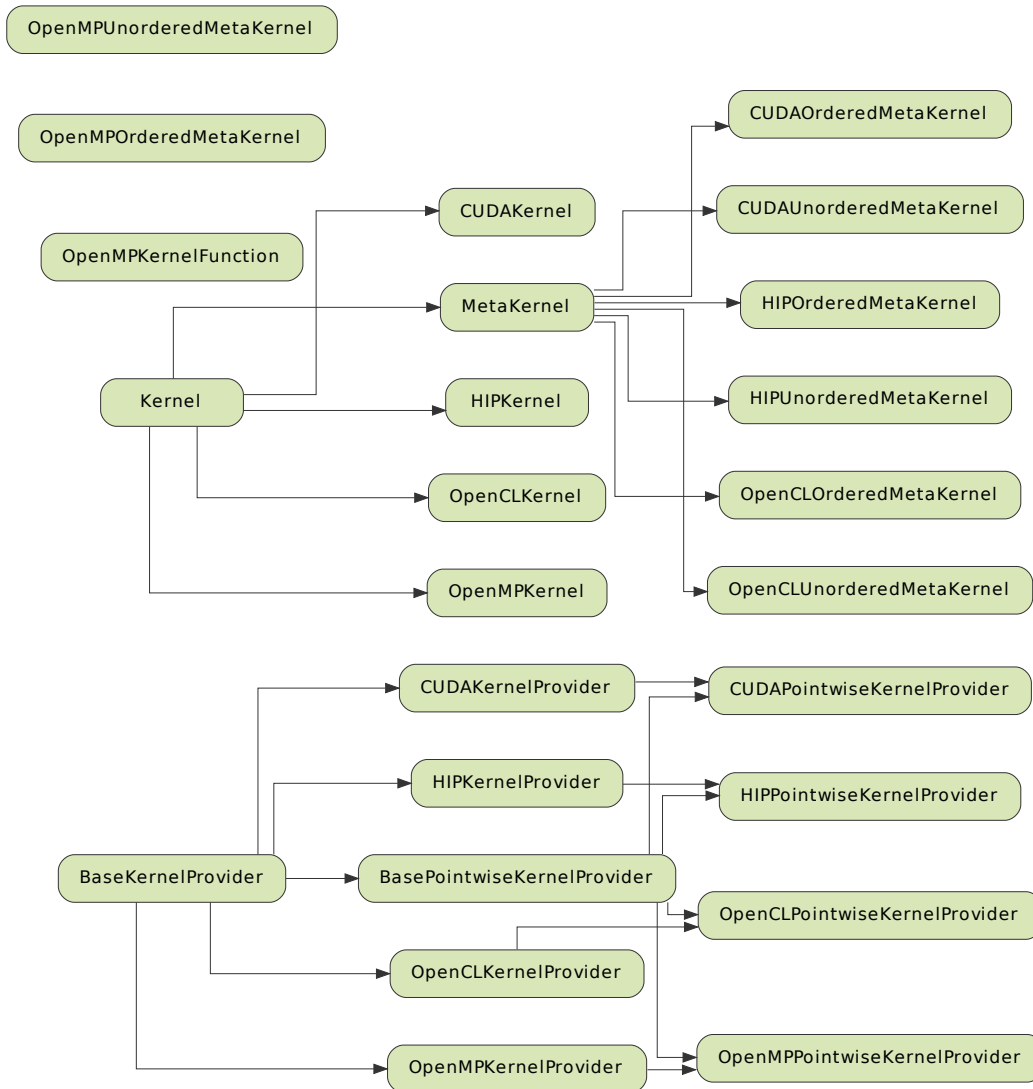 OpenMPUnorderedMetaKernel
OpenMPOrderedMetaKernel
OpenMPKernelFunction
Kernel
CUDAKernel
MetaKernel
HIPKernel
OpenCLKernel
OpenMPKernel
CUDAOrderedMetaKernel
CUDAUnorderedMetaKernel
HIPOrderedMetaKernel
HIPUnorderedMetaKernel
OpenCLOrderedMetaKernel
OpenCLUnorderedMetaKernel
BaseKernelProvider
CUDAKernelProvider
HIPKernelProvider
BasePointwiseKernelProvider
OpenCLKernelProvider
OpenMPKernelProvider
CUDAPointwiseKernelProvider
HIPPointwiseKernelProvider
OpenCLPointwiseKernelProvider
OpenMPPointwiseKernelProvider